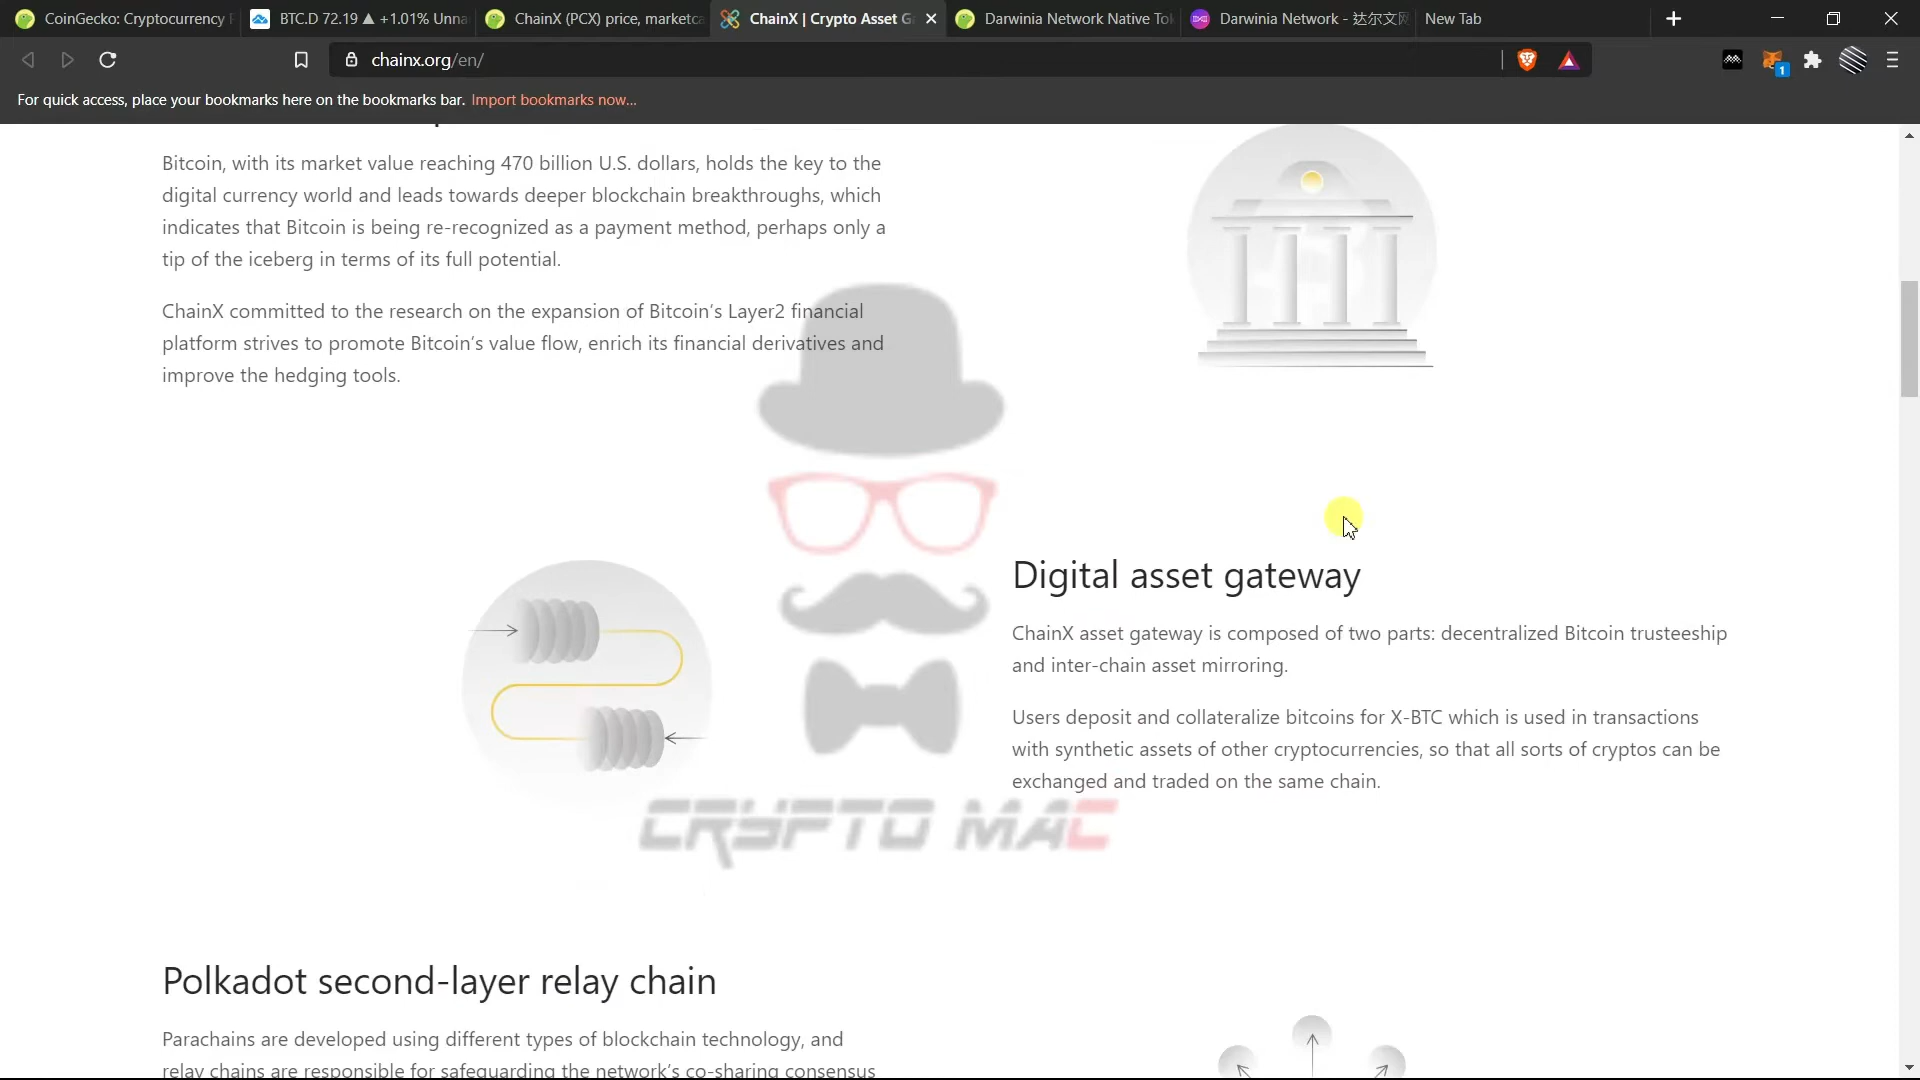 CoinGecko: Cryptocurrency
BTC.D 72.19 ▲ +1.01% Unna
ChainX (PCX) price, marketca
ChainX | Crypto Asset G
Darwinia Network Native To
Darwinia Network - 达尔文网
New Tab
chainx.org/en/
1
For quick access, place your bookmarks here on the bookmarks bar. Import bookmarks now...
Bitcoin, with its market value reaching 470 billion U.S. dollars, holds the key to the
digital currency world and leads towards deeper blockchain breakthroughs, which
indicates that Bitcoin is being re-recognized as a payment method, perhaps only a
tip of the iceberg in terms of its full potential.
ChainX committed to the research on the expansion of Bitcoin's Layer2 financial
platform strives to promote Bitcoin's value flow, enrich its financial derivatives and
improve the hedging tools.
Digital asset gateway
ChainX asset gateway is composed of two parts: decentralized Bitcoin trusteeship
and inter-chain asset mirroring.
Users deposit and collateralize bitcoins for X-BTC which is used in transactions
with synthetic assets of other cryptocurrencies, so that all sorts of cryptos can be
exchanged and traded on the same chain.
CRYPTO MAC
Polkadot second-layer relay chain
Parachains are developed using different types of blockchain technology, and
relay chains are responsible for safeguarding the network's co-sharing consensus